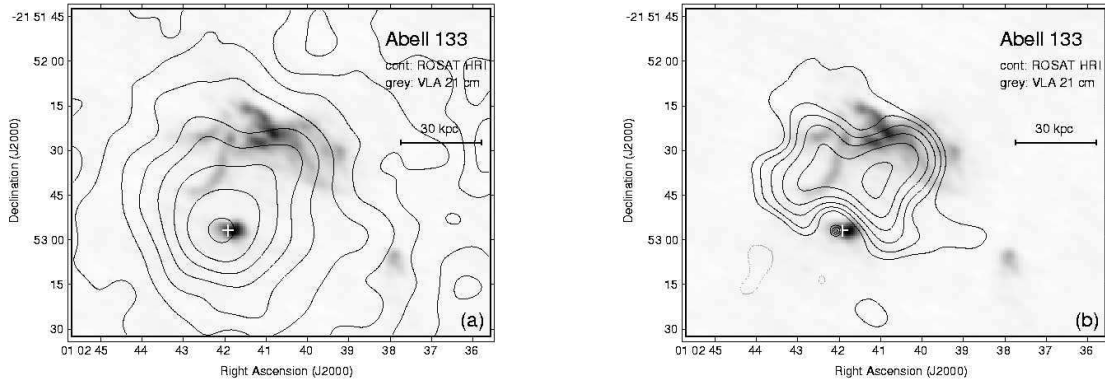 -21 51 45
Abell 133
cont: ROSAT HRI
grey: VLA 21 cm
52 00
15
30 kpc
30
45
53 00
15
30
(a)
01 02 45 44 43 42 41 40 39 38 37 36
Right Ascension (J2000)
Declination (J2000)
-21 51 45
Abell 133
cont: ROSAT HRI
grey: VLA 21 cm
52 00
15
30 kpc
30
45
53 00
15
30
(b)
01 02 45 44 43 42 41 40 39 38 37 36
Right Ascension (J2000)
Declination (J2000)